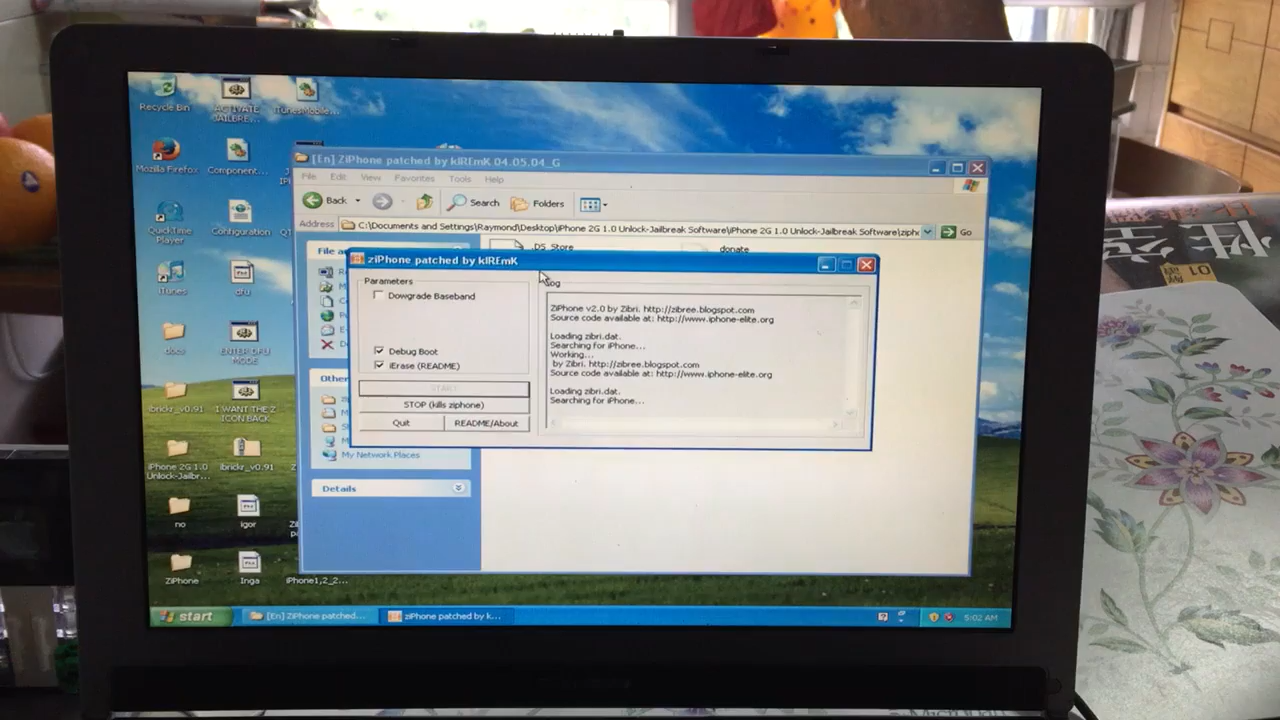 Recycle Bin
ACTIVATE JAILBRE...
iTunesMobile...
Mozilla Firefox
Component...
QuickTime Player
Configuration
iTunes
docs
ENTER DFU MODE
ibrickr_v0.91
I WANT THE Z ICON BACK
iPhone 2G 1.0 Unlock-Jailbr...
ibrickr_v0.91
no
igor
ZiPhone
Inga
iPhone1,2_2...
[En] ZiPhone patched by kIREmK 04.05.04_G
File Edit View Favorites Tools Help
Back Search Folders
Address C:\Documents and Settings\Raymond\Desktop\iPhone 2G 1.0 Unlock-Jailbreak Software\iPhone 2G 1.0 Unlock-Jailbreak Software\ziph Go
.DS_Store
donate
Other
My Network Places
Details
ziPhone patched by kIREmK
Parameters
Dowgrade Baseband
Debug Boot
iErase (README)
START
STOP (kills ziphone)
Quit
README/About
Log
ZiPhone v2.0 by Zibri. http://zibree.blogspot.com
Source code available at: http://www.iphone-elite.org
Loading zibri.dat.
Searching for iPhone...
Working...
by Zibri. http://zibree.blogspot.com
Source code available at: http://www.iphone-elite.org
Loading zibri.dat.
Searching for iPhone...
start
[En] ZiPhone patched...
ziPhone patched by k...
5:02 AM